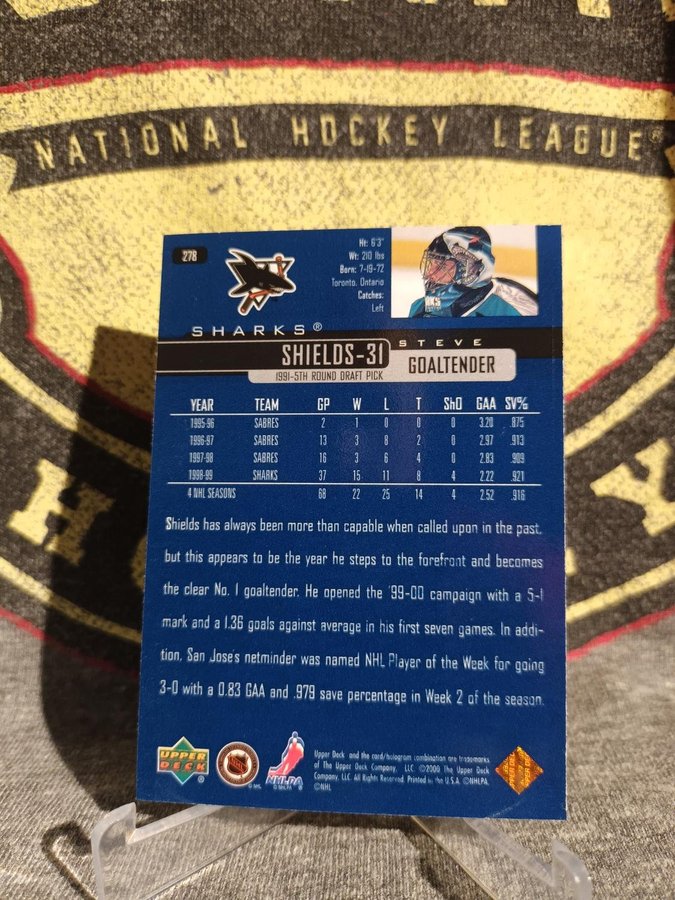 NATIONAL HOCKEY LEAGUE®
278
Ht: 6'3"
Wt: 210 lbs
Born: 7-19-72
Toronto, Ontario
Catches:
Left
SHARKS®
STEVE
SHIELDS-31
GOALTENDER
1991-5TH ROUND DRAFT PICK
YEAR TEAM GP W L T ShO GAA SV%
1995-96 SABRES 2 1 0 0 0 3.20 .875
1996-97 SABRES 13 3 8 2 0 2.97 .913
1997-98 SABRES 16 3 6 4 0 2.83 .909
1998-99 SHARKS 37 15 11 8 4 2.22 .921
4 NHL SEASONS 68 22 25 14 4 2.52 .916
Shields has always been more than capable when called upon in the past,
but this appears to be the year he steps to the forefront and becomes
the clear No. 1 goaltender. He opened the '99-00 campaign with a 5-1
mark and a 1.36 goals against average in his first seven games. In addi-
tion, San Jose's netminder was named NHL Player of the Week for going
3-0 with a 0.83 GAA and .979 save percentage in Week 2 of the season.
UPPER
DECK
NHLPA
© NHL
© NHLPA
Upper Deck and the card/hologram combination are trademarks
of The Upper Deck Company, LLC ©2000 The Upper Deck
Company, LLC. All Rights Reserved. Printed in the U.S.A. ©NHLPA,
©NHL